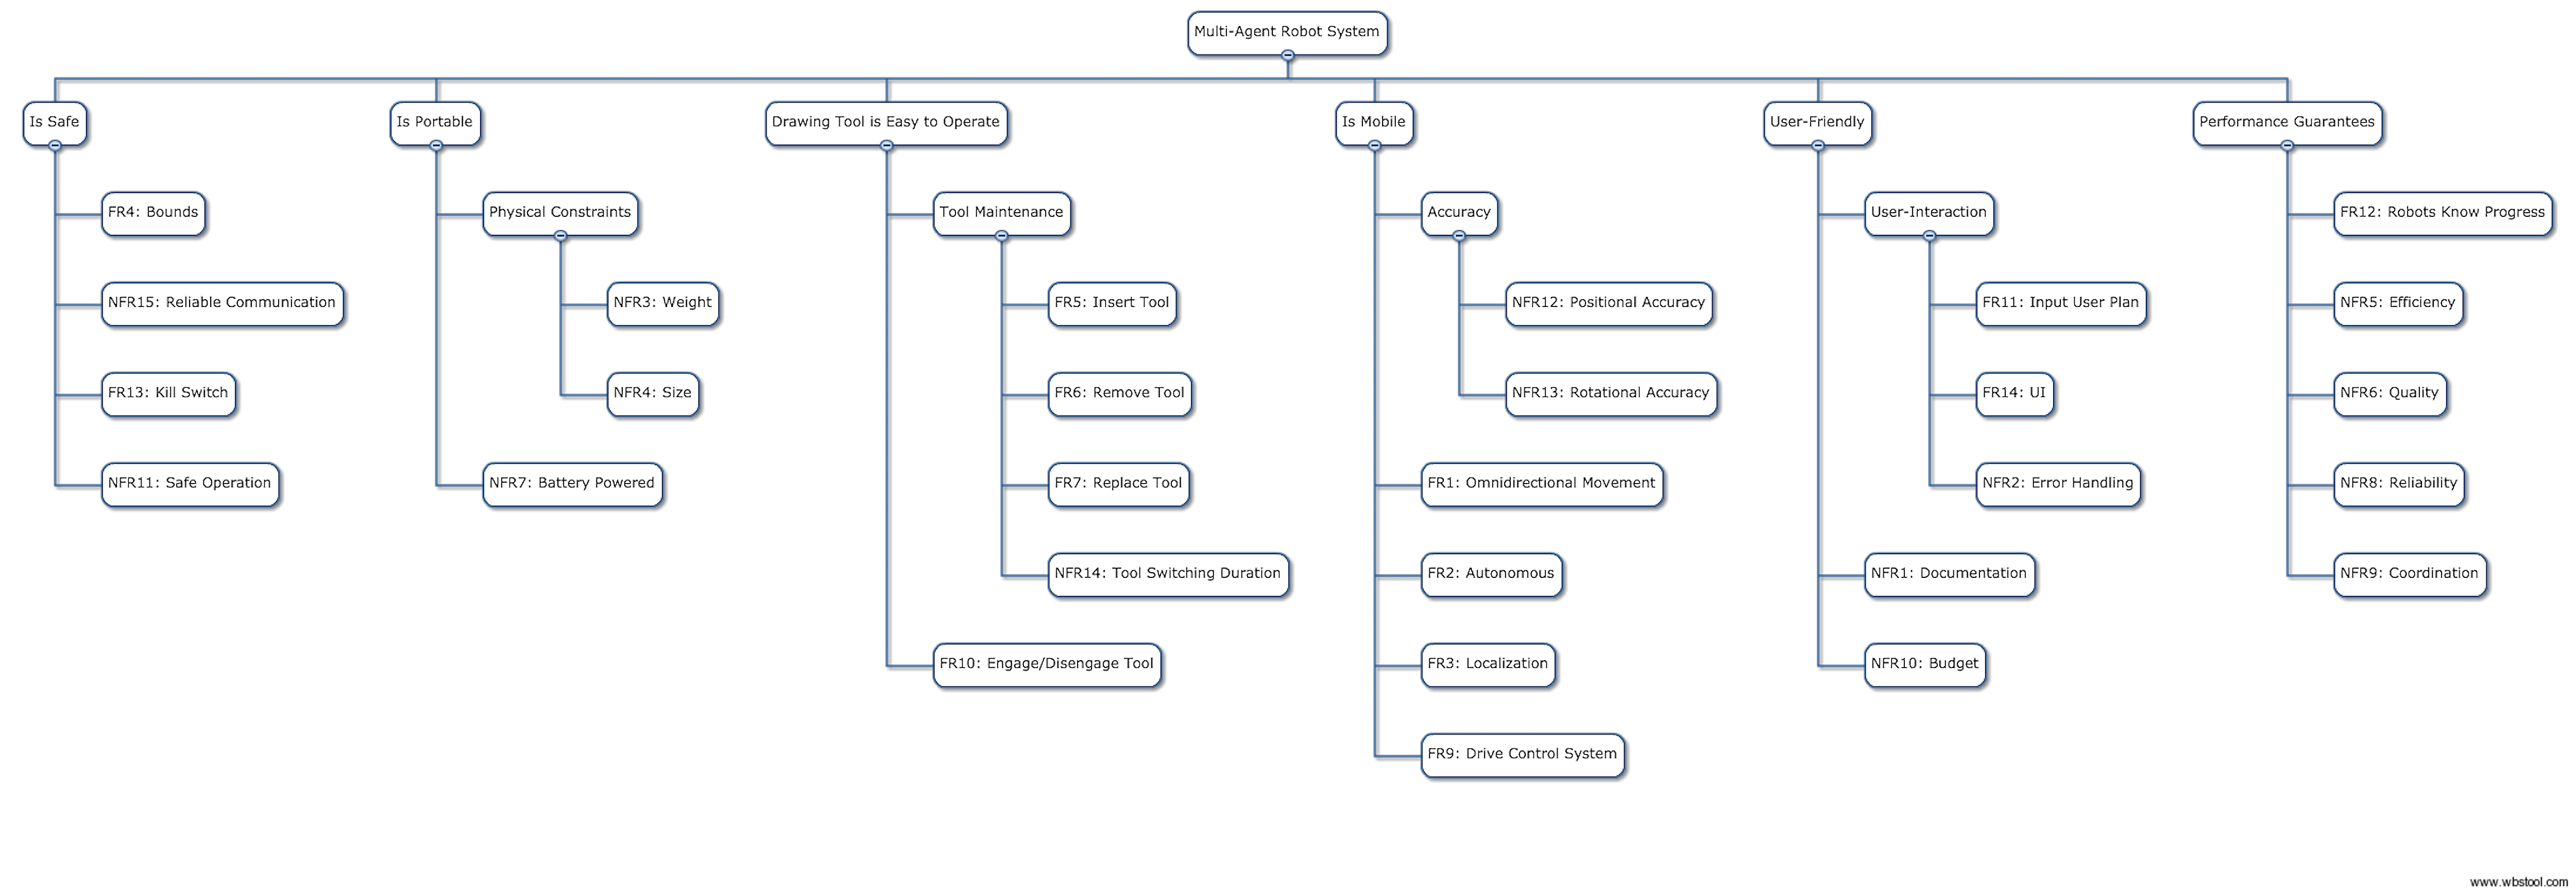 Multi-Agent Robot System
Is Safe
FR4: Bounds
NFR15: Reliable Communication
FR13: Kill Switch
NFR11: Safe Operation
Is Portable
Physical Constraints
NFR3: Weight
NFR4: Size
NFR7: Battery Powered
Drawing Tool is Easy to Operate
Tool Maintenance
FR5: Insert Tool
FR6: Remove Tool
FR7: Replace Tool
NFR14: Tool Switching Duration
FR10: Engage/Disengage Tool
Is Mobile
Accuracy
NFR12: Positional Accuracy
NFR13: Rotational Accuracy
FR1: Omnidirectional Movement
FR2: Autonomous
FR3: Localization
FR9: Drive Control System
User-Friendly
User-Interaction
FR11: Input User Plan
FR14: UI
NFR2: Error Handling
NFR1: Documentation
NFR10: Budget
Performance Guarantees
FR12: Robots Know Progress
NFR5: Efficiency
NFR6: Quality
NFR8: Reliability
NFR9: Coordination
www.wbstool.com